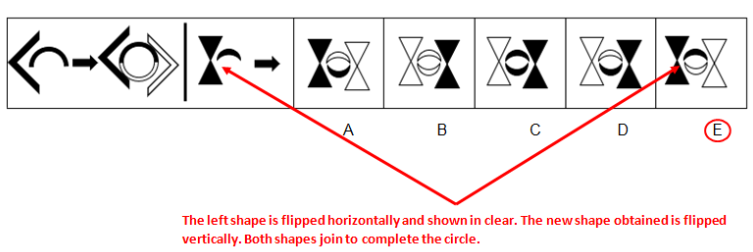 A B C D E
The left shape is flipped horizontally and shown in clear. The new shape obtained is flipped
vertically. Both shapes join to complete the circle.